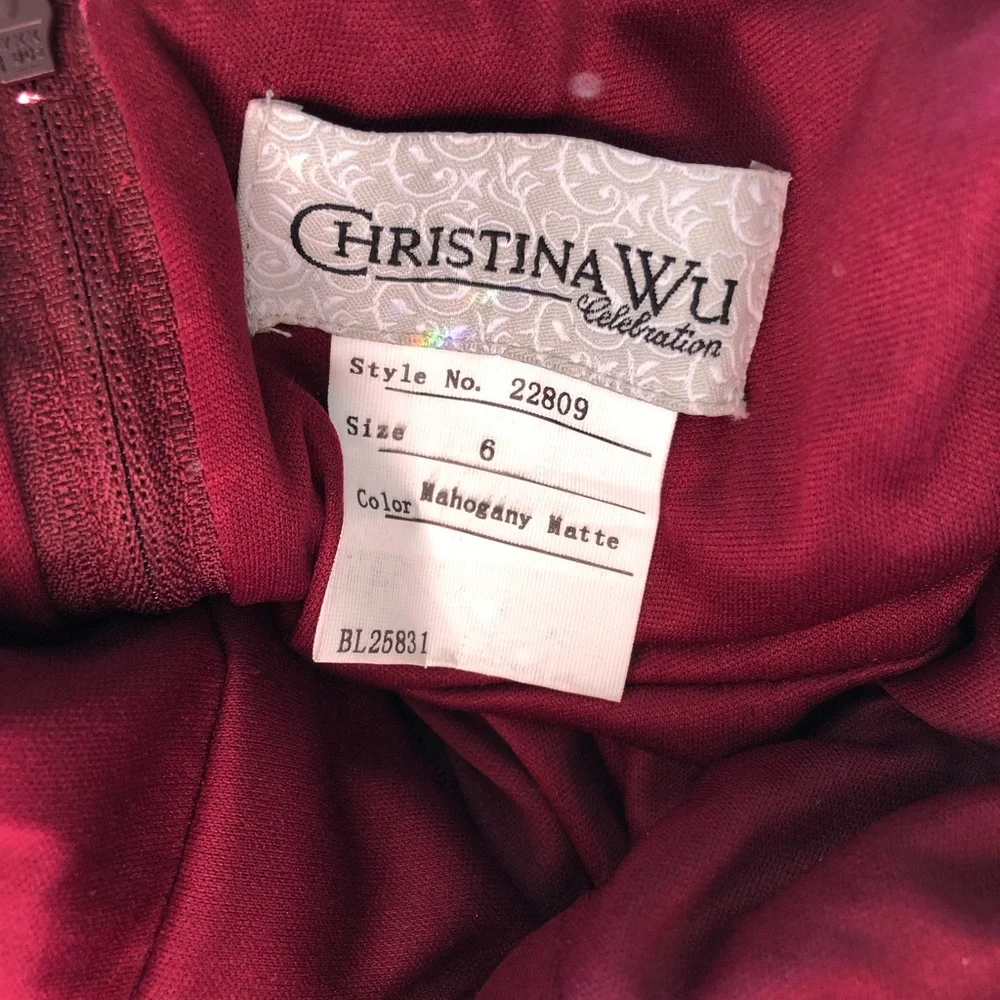 CHRISTINA WU
Celebration
Style No. 22809
Size 6
Color Mahogany Matte
BL25831